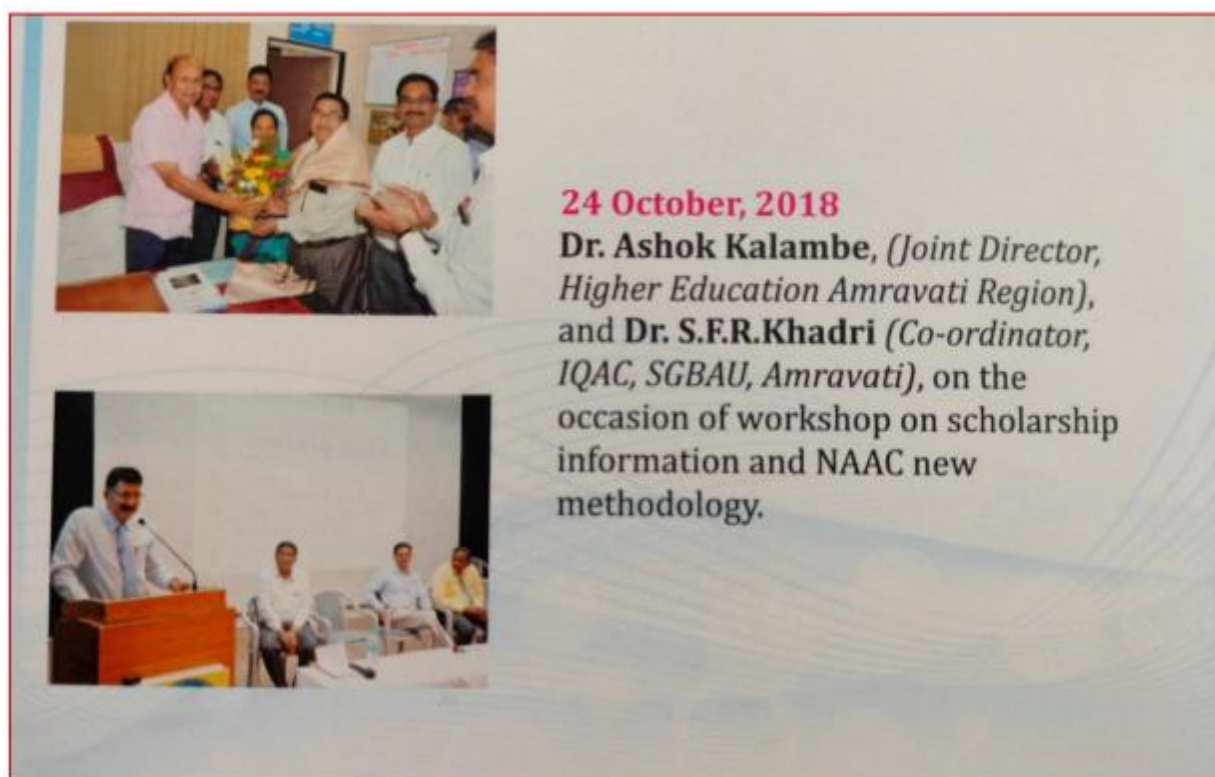 24 October, 2018
Dr. Ashok Kalambe, (Joint Director,
Higher Education Amravati Region),
and Dr. S.F.R.Khadri (Co-ordinator,
IQAC, SGBAU, Amravati), on the
occasion of workshop on scholarship
information and NAAC new
methodology.